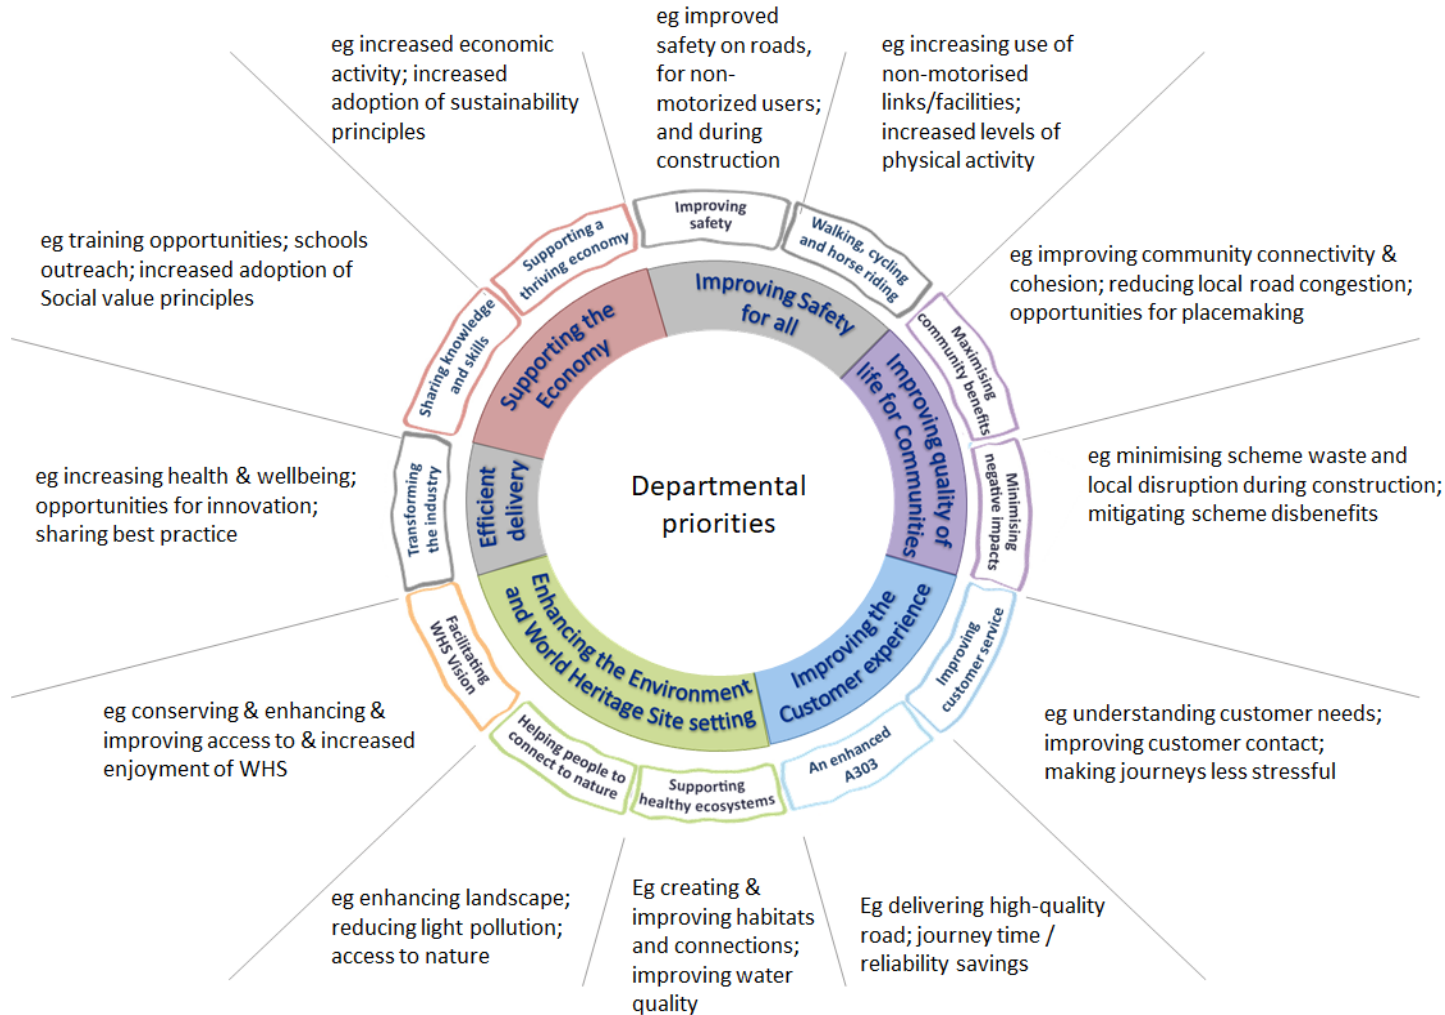 eg increased economic
activity; increased
adoption of sustainability
principles
eg improved
safety on roads,
for non-
motorized users;
and during
construction
eg increasing use of
non-motorised
links/facilities;
increased levels of
physical activity
eg training opportunities; schools
outreach; increased adoption of
Social value principles
eg improving community connectivity &
cohesion; reducing local road congestion;
opportunities for placemaking
eg increasing health & wellbeing;
opportunities for innovation;
sharing best practice
eg minimising scheme waste and
local disruption during construction;
mitigating scheme disbenefits
eg conserving & enhancing &
improving access to & increased
enjoyment of WHS
eg understanding customer needs;
improving customer contact;
making journeys less stressful
eg enhancing landscape;
reducing light pollution;
access to nature
Eg creating &
improving habitats
and connections;
improving water
quality
Eg delivering high-quality
road; journey time /
reliability savings
Improving
safety
Walking, cycling
and horse riding
Maximising
community benefits
Minimising
negative impacts
Improving
customer service
An enhanced
A303
Supporting
healthy ecosystems
Helping people to
connect to nature
Facilitating
WHS Vision
Transforming
the industry
Sharing knowledge
and skills
Supporting a
thriving economy
Improving Safety
for all
Improving quality of
life for Communities
Improving the
Customer experience
Enhancing the Environment
and World Heritage Site setting
Efficient
delivery
Supporting the
Economy
Departmental
priorities